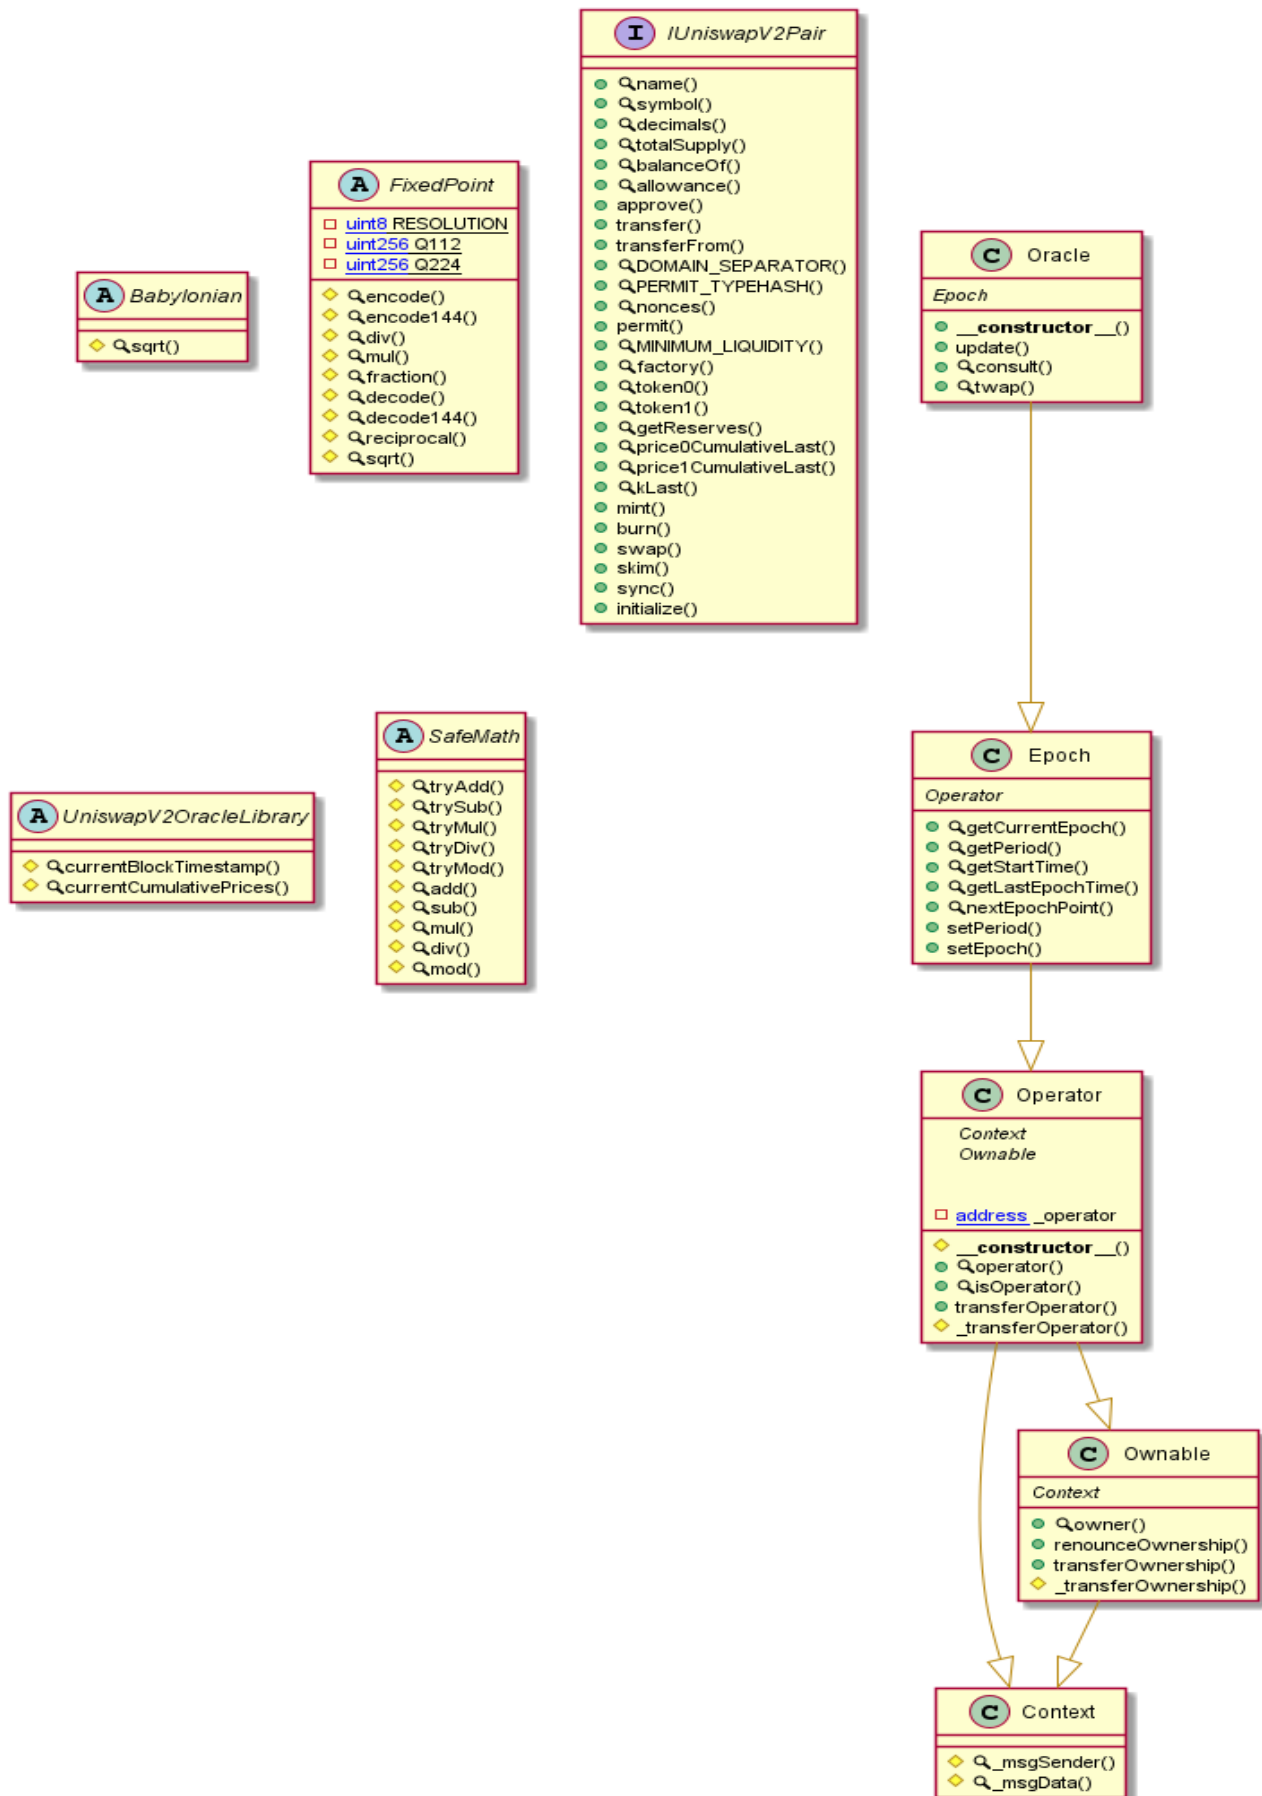 I IUniswapV2Pair
name()
symbol()
decimals()
totalSupply()
balanceOf()
allowance()
approve()
transfer()
transferFrom()
DOMAIN_SEPARATOR()
PERMIT_TYPEHASH()
nonces()
permit()
MINIMUM_LIQUIDITY()
factory()
token0()
token1()
getReserves()
price0CumulativeLast()
price1CumulativeLast()
kLast()
mint()
burn()
swap()
skim()
sync()
initialize()
A FixedPoint
uint8 RESOLUTION
uint256 Q112
uint256 Q224
encode()
encode144()
div()
mul()
fraction()
decode()
decode144()
reciprocal()
sqrt()
A Babylonian
sqrt()
C Oracle
Epoch
__constructor__()
update()
consult()
twap()
A SafeMath
tryAdd()
trySub()
tryMul()
tryDiv()
tryMod()
add()
sub()
mul()
div()
mod()
A UniswapV2OracleLibrary
currentBlockTimestamp()
currentCumulativePrices()
C Epoch
Operator
getCurrentEpoch()
getPeriod()
getStartTime()
getLastEpochTime()
nextEpochPoint()
setPeriod()
setEpoch()
C Operator
Context
Ownable
address _operator
__constructor__()
operator()
isOperator()
transferOperator()
_transferOperator()
C Ownable
Context
owner()
renounceOwnership()
transferOwnership()
_transferOwnership()
C Context
_msgSender()
_msgData()